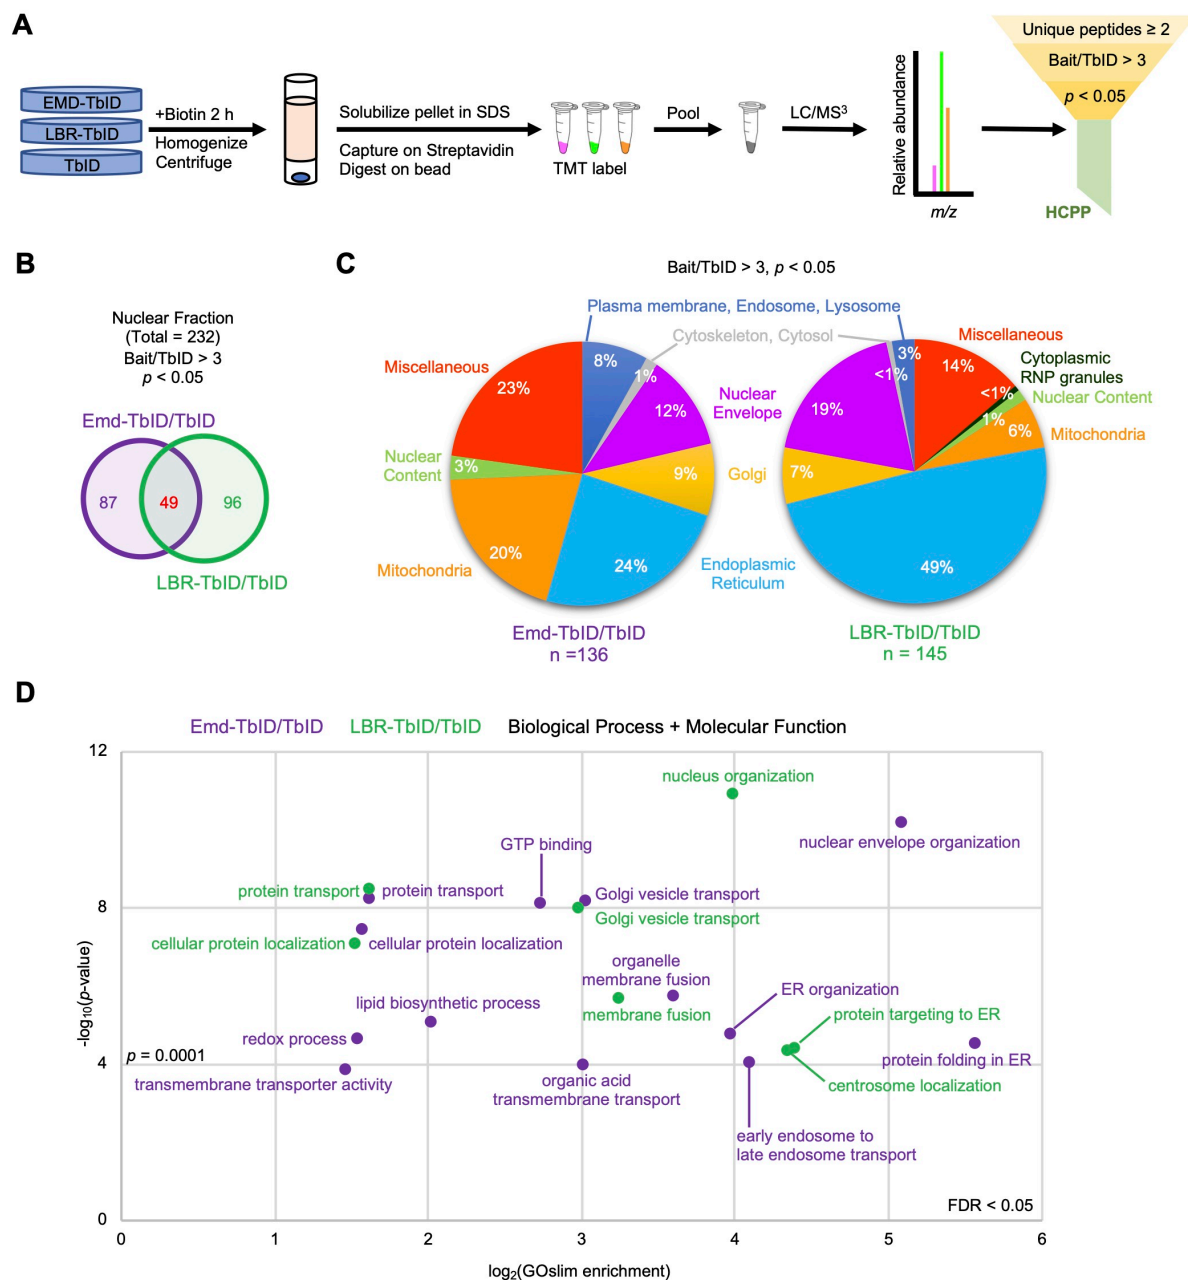 A
EMD-TbID
LBR-TbID
TbID
+Biotin 2 h
Homogenize
Centrifuge
Solubilize pellet in SDS
Capture on Streptavidin
Digest on bead
TMT label
Pool
LC/MS³
Relative abundance
m/z
Unique peptides ≥ 2
Bait/TbID > 3
p < 0.05
HCPP
B
Nuclear Fraction
(Total = 232)
Bait/TbID > 3
p < 0.05
Emd-TbID/TbID
87
49
96
LBR-TbID/TbID
C
Bait/TbID > 3, p < 0.05
Plasma membrane, Endosome, Lysosome
Cytoskeleton, Cytosol
Miscellaneous
23%
8%
1%
12%
Nuclear
Envelope
9%
Golgi
Nuclear
Content
3%
20%
Mitochondria
24%
Endoplasmic
Reticulum
Emd-TbID/TbID
n =136
3%
<1%
19%
7%
14%
Miscellaneous
Cytoplasmic
RNP granules
<1%
Nuclear Content
1%
6%
Mitochondria
49%
LBR-TbID/TbID
n = 145
D
Emd-TbID/TbID
LBR-TbID/TbID
Biological Process + Molecular Function
12
8
4
0
-log10(p-value)
nucleus organization
nuclear envelope organization
GTP binding
protein transport
protein transport
Golgi vesicle transport
Golgi vesicle transport
cellular protein localization
cellular protein localization
organelle
membrane fusion
membrane fusion
ER organization
lipid biosynthetic process
protein targeting to ER
redox process
p = 0.0001
protein folding in ER
transmembrane transporter activity
organic acid
transmembrane transport
centrosome localization
early endosome to
late endosome transport
FDR < 0.05
0
1
2
3
4
5
6
log2(GOslim enrichment)